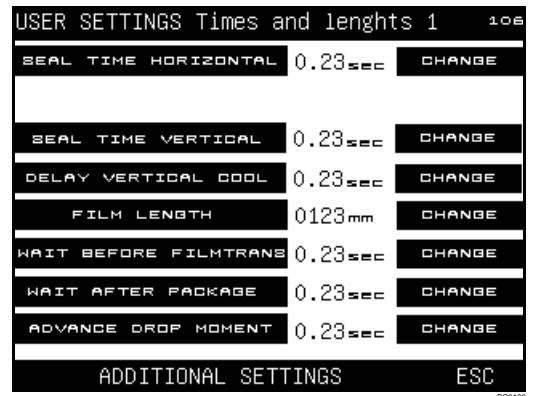 USER SETTINGS Times and lenghts 1 106
SEAL TIME HORIZONTAL 0.23sec CHANGE
SEAL TIME VERTICAL 0.23sec CHANGE
DELAY VERTICAL COOL 0.23sec CHANGE
FILM LENGTH 0123mm CHANGE
WAIT BEFORE FILMTRANS 0.23sec CHANGE
WAIT AFTER PACKAGE 0.23sec CHANGE
ADVANCE DROP MOMENT 0.23sec CHANGE
ADDITIONAL SETTINGS ESC